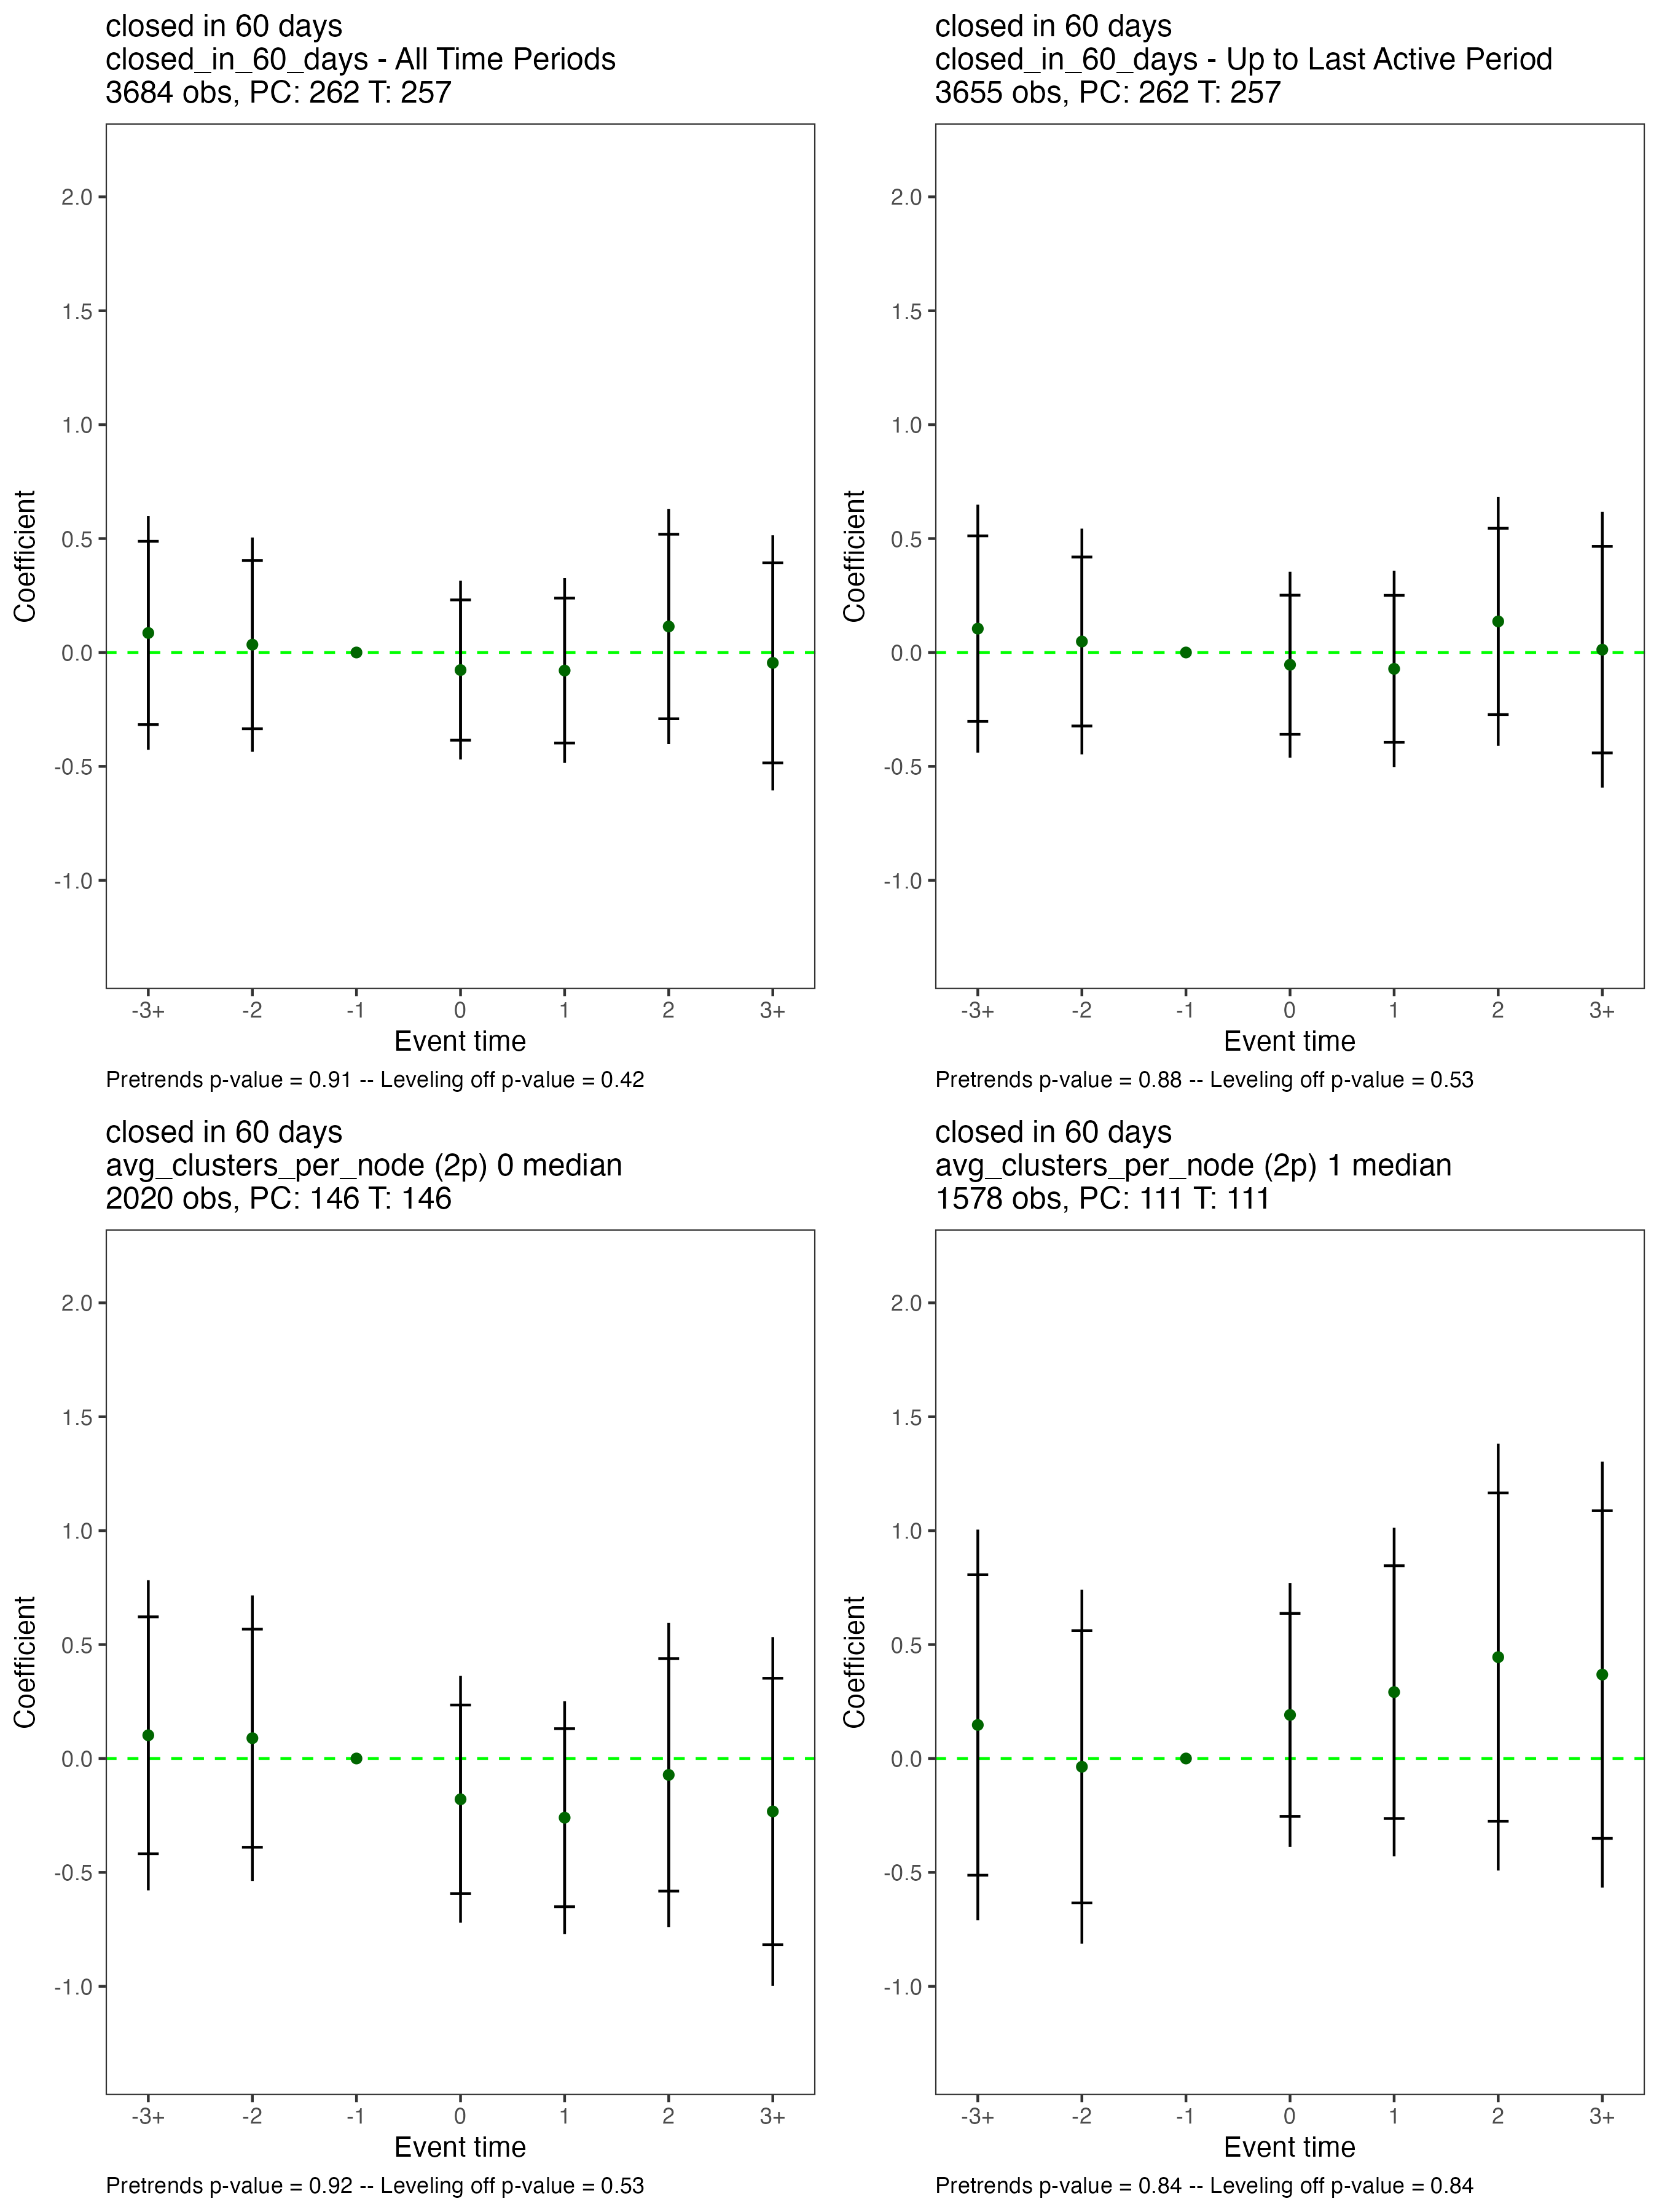 closed in 60 days
closed_in_60_days - All Time Periods
3684 obs, PC: 262 T: 257
2.0
1.5
1.0
0.5
0.0
-0.5
-1.0
Coefficient
-3+ -2 -1 0 1 2 3+
Event time
Pretrends p-value = 0.91 -- Leveling off p-value = 0.42
closed in 60 days
closed_in_60_days - Up to Last Active Period
3655 obs, PC: 262 T: 257
2.0
1.5
1.0
0.5
0.0
-0.5
-1.0
Coefficient
-3+ -2 -1 0 1 2 3+
Event time
Pretrends p-value = 0.88 -- Leveling off p-value = 0.53
closed in 60 days
avg_clusters_per_node (2p) 0 median
2020 obs, PC: 146 T: 146
2.0
1.5
1.0
0.5
0.0
-0.5
-1.0
Coefficient
-3+ -2 -1 0 1 2 3+
Event time
Pretrends p-value = 0.92 -- Leveling off p-value = 0.53
closed in 60 days
avg_clusters_per_node (2p) 1 median
1578 obs, PC: 111 T: 111
2.0
1.5
1.0
0.5
0.0
-0.5
-1.0
Coefficient
-3+ -2 -1 0 1 2 3+
Event time
Pretrends p-value = 0.84 -- Leveling off p-value = 0.84